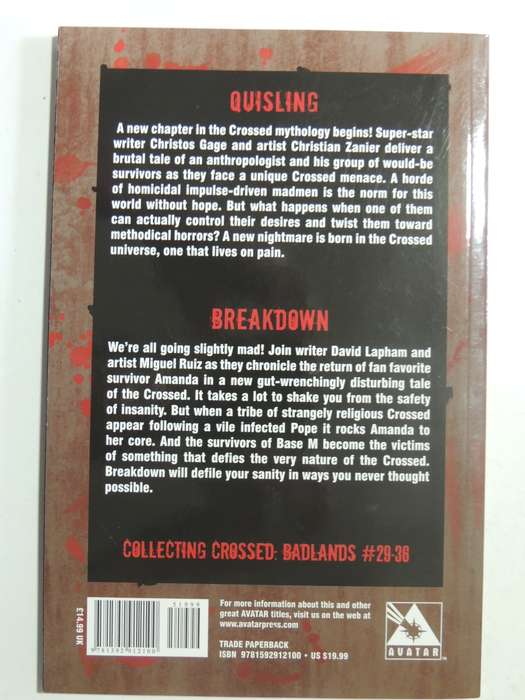 QUISLING
A new chapter in the Crossed mythology begins! Super-star
writer Christos Gage and artist Christian Zanier deliver a
brutal tale of an anthropologist and his group of would-be
survivors as they face a unique Crossed menace. A horde
of homicidal impulse-driven madmen is the norm for this
world without hope. But what happens when one of them
can actually control their desires and twist them toward
methodical horrors? A new nightmare is born in the Crossed
universe, one that lives on pain.
BREAKDOWN
We're all going slightly mad! Join writer David Lapham and
artist Miguel Ruiz as they chronicle the return of fan favorite
survivor Amanda in a new gut-wrenchingly disturbing tale
of the Crossed. It takes a lot to shake you from the safety
of insanity. But when a tribe of strangely religious Crossed
appear following a vile infected Pope it rocks Amanda to
her core. And the survivors of Base M become the victims
of something that defies the very nature of the Crossed.
Breakdown will defile your sanity in ways you never thought
possible.
COLLECTING CROSSED: BADLANDS #29-36
£14.99 UK
51999
9781592912100
For more information about this and other
great AVATAR titles, visit us on the web at
www.avatarpress.com
TRADE PAPERBACK
ISBN 9781592912100 • US $19.99
AVATAR